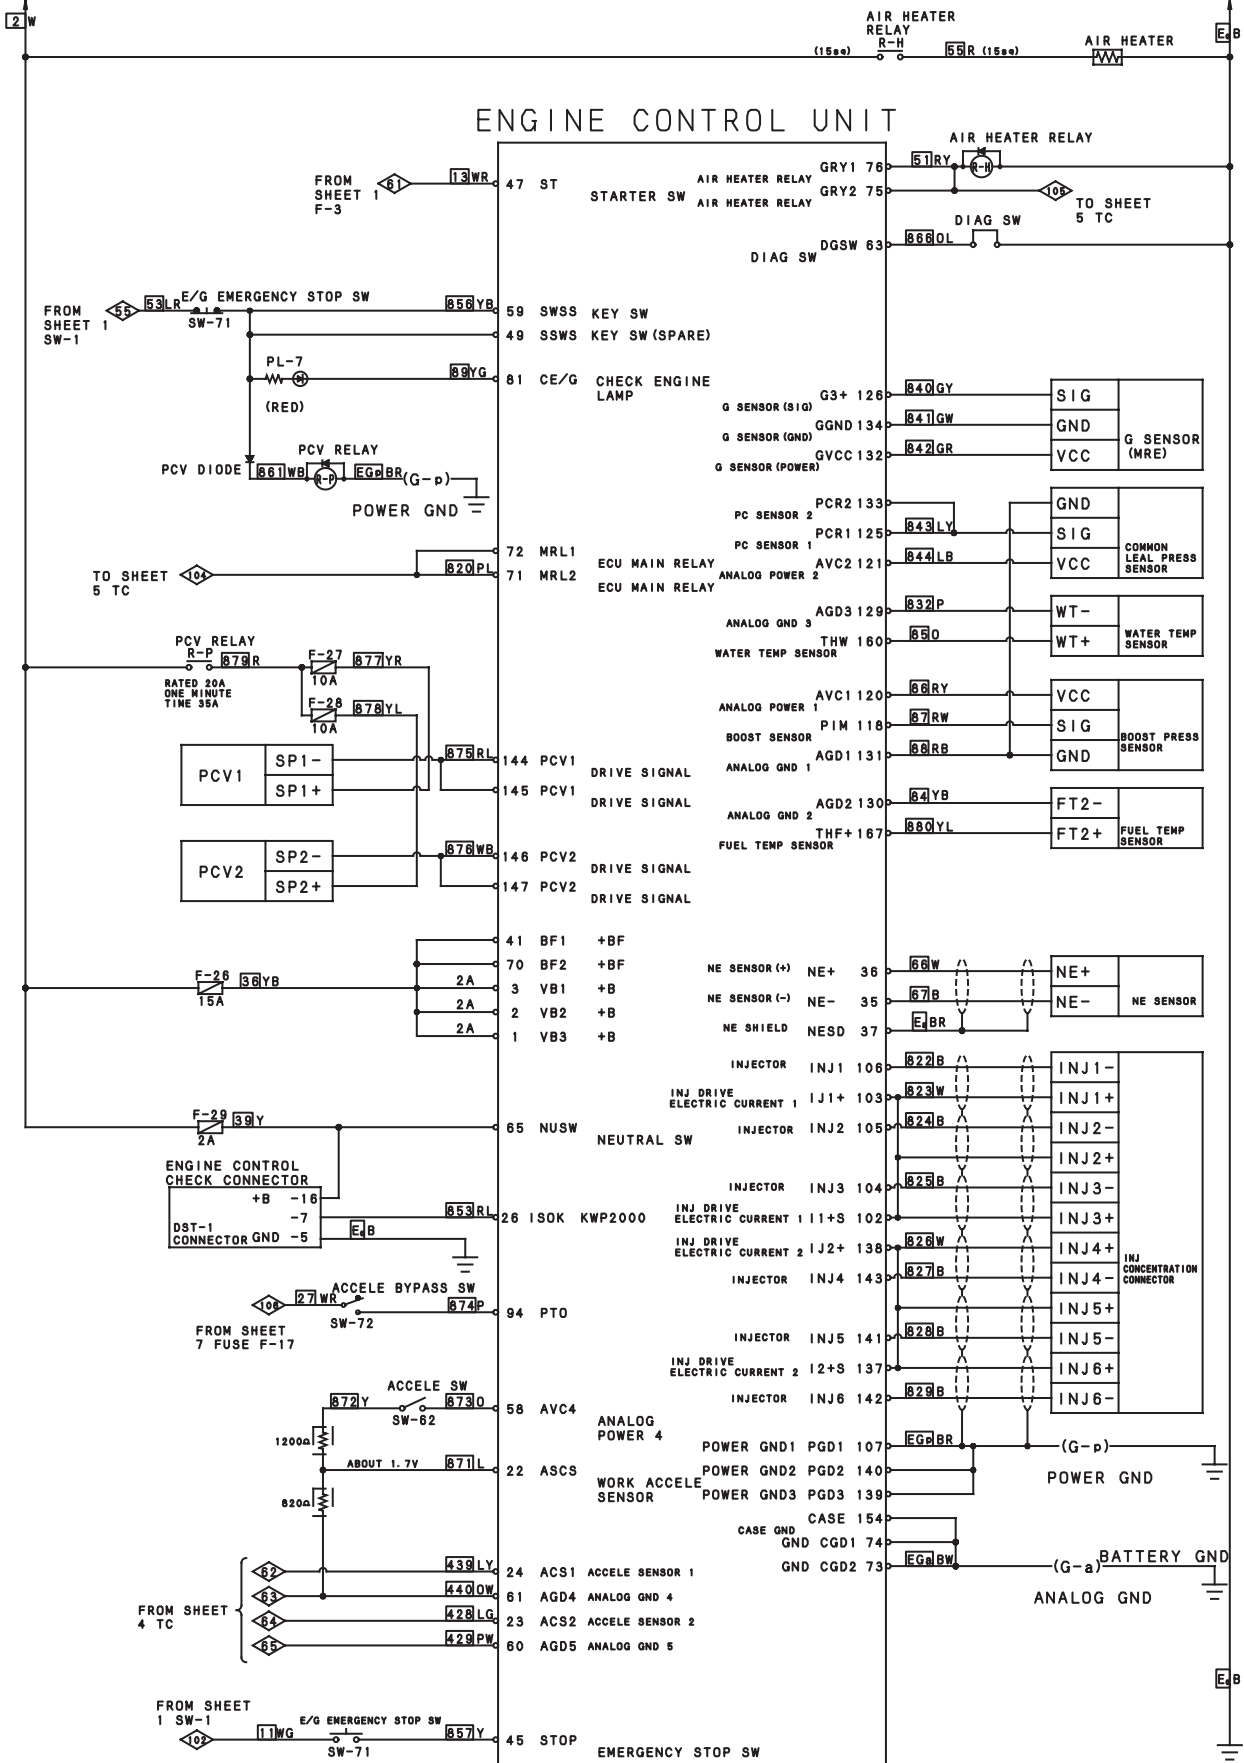 2 W
AIR HEATER
RELAY
R-H
(15sq)
55 R (15sq)
AIR HEATER
B
ENGINE CONTROL UNIT
AIR HEATER RELAY
GRY1 76
51 RY
R-H
AIR HEATER RELAY
GRY2 75
AIR HEATER RELAY
105
TO SHEET
5 TC
FROM
SHEET 1
F-3
61
13 WR
47 ST
STARTER SW
DIAG SW
DGSW 63
866 OL
DIAG SW
FROM
SHEET 1
SW-1
55
53 LR
E/G EMERGENCY STOP SW
SW-71
856 YB
59 SWSS KEY SW
49 SSWS KEY SW (SPARE)
PL-7
(RED)
89 YG
81 CE/G CHECK ENGINE
LAMP
PCV DIODE
861 WB
PCV RELAY
R-P
EGp BR
(G-p)
POWER GND
G3+ 126
840 GY
SIG
G SENSOR (SIG)
GGND 134
841 GW
GND
G SENSOR (GND)
GVCC 132
842 GR
VCC
G SENSOR (POWER)
G SENSOR
(MRE)
PCR2 133
GND
PC SENSOR 2
PCR1 125
843 LY
SIG
PC SENSOR 1
AVC2 121
844 LB
VCC
ANALOG POWER 2
COMMON
LEAL PRESS
SENSOR
72 MRL1
ECU MAIN RELAY
TO SHEET
5 TC
104
820 PL
71 MRL2
ECU MAIN RELAY
AGD3 129
832 P
WT-
ANALOG GND 3
THW 160
85 O
WT+
WATER TEMP SENSOR
WATER TEMP
SENSOR
PCV RELAY
R-P
RATED 20A
ONE MINUTE
TIME 35A
879 R
F-27
10A
877 YR
F-28
10A
878 YL
AVC1 120
86 RY
VCC
ANALOG POWER 1
PIM 118
87 RW
SIG
BOOST SENSOR
AGD1 131
88 RB
GND
ANALOG GND 1
BOOST PRESS
SENSOR
PCV1
SP1-
SP1+
875 RL
144 PCV1
DRIVE SIGNAL
145 PCV1
DRIVE SIGNAL
AGD2 130
84 YB
FT2-
ANALOG GND 2
THF+ 167
880 YL
FT2+
FUEL TEMP SENSOR
FUEL TEMP
SENSOR
PCV2
SP2-
SP2+
876 WB
146 PCV2
DRIVE SIGNAL
147 PCV2
DRIVE SIGNAL
41 BF1 +BF
70 BF2 +BF
F-26
15A
36 YB
2A
3 VB1 +B
2A
2 VB2 +B
2A
1 VB3 +B
NE SENSOR (+) NE+ 36
66 W
NE+
NE SENSOR (-) NE- 35
67 B
NE-
NE SENSOR
NE SHIELD NESD 37
BR
INJECTOR INJ1 106
822 B
INJ1-
INJ DRIVE
ELECTRIC CURRENT 1 IJ1+ 103
823 W
INJ1+
INJECTOR INJ2 105
824 B
INJ2-
INJ2+
INJECTOR INJ3 104
825 B
INJ3-
INJ DRIVE
ELECTRIC CURRENT 1 I1+S 102
INJ3+
INJ DRIVE
ELECTRIC CURRENT 2 IJ2+ 138
826 W
INJ4+
INJECTOR INJ4 143
827 B
INJ4-
INJ5+
INJECTOR INJ5 141
828 B
INJ5-
INJ DRIVE
ELECTRIC CURRENT 2 I2+S 137
INJ6+
INJECTOR INJ6 142
829 B
INJ6-
INJ
CONCENTRATION
CONNECTOR
F-29
2A
39 Y
65 NUSW NEUTRAL SW
ENGINE CONTROL
CHECK CONNECTOR
+B -16
-7
DST-1
CONNECTOR GND -5
853 RL
26 ISOK KWP2000
B
106
27 WR
ACCELE BYPASS SW
SW-72
874 P
94 PTO
FROM SHEET
7 FUSE F-17
872 Y
ACCELE SW
SW-62
873 O
58 AVC4
ANALOG
POWER 4
1200Ω
ABOUT 1.7V
871 L
22 ASCS
WORK ACCELE
SENSOR
820Ω
POWER GND1 PGD1 107
EGp BR
(G-p)
POWER GND
POWER GND2 PGD2 140
POWER GND3 PGD3 139
CASE 154
CASE GND
GND CGD1 74
GND CGD2 73
EGa BW
(G-a)
BATTERY GND
ANALOG GND
FROM SHEET
4 TC
62
439 LY
24 ACS1 ACCELE SENSOR 1
63
440 OW
61 AGD4 ANALOG GND 4
64
428 LG
23 ACS2 ACCELE SENSOR 2
65
429 PW
60 AGD5 ANALOG GND 5
B
FROM SHEET
1 SW-1
102
11 WG
E/G EMERGENCY STOP SW
SW-71
857 Y
45 STOP
EMERGENCY STOP SW